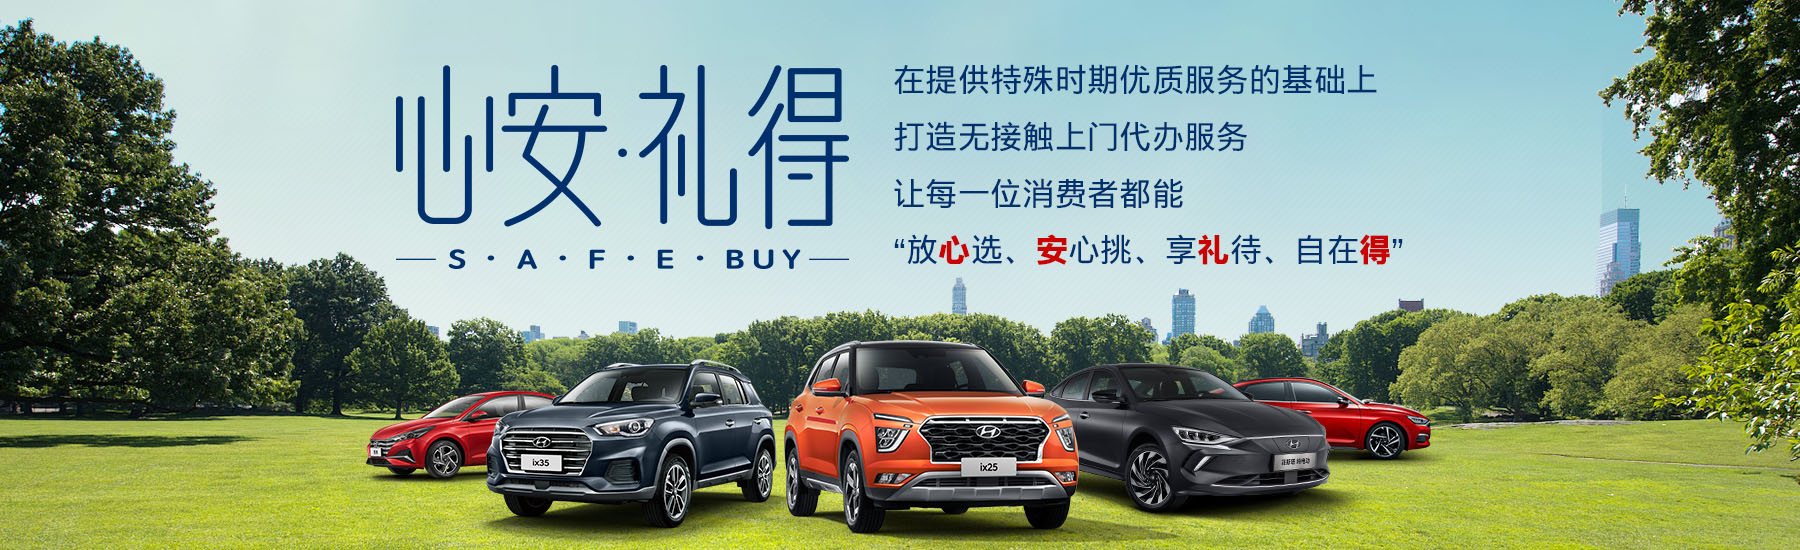 心安·礼得
S·A·F·E·BUY
在提供特殊时期优质服务的基础上
打造无接触上门代办服务
让每一位消费者都能
“放心选、安心挑、享礼待、自在得”
ix35
ix25